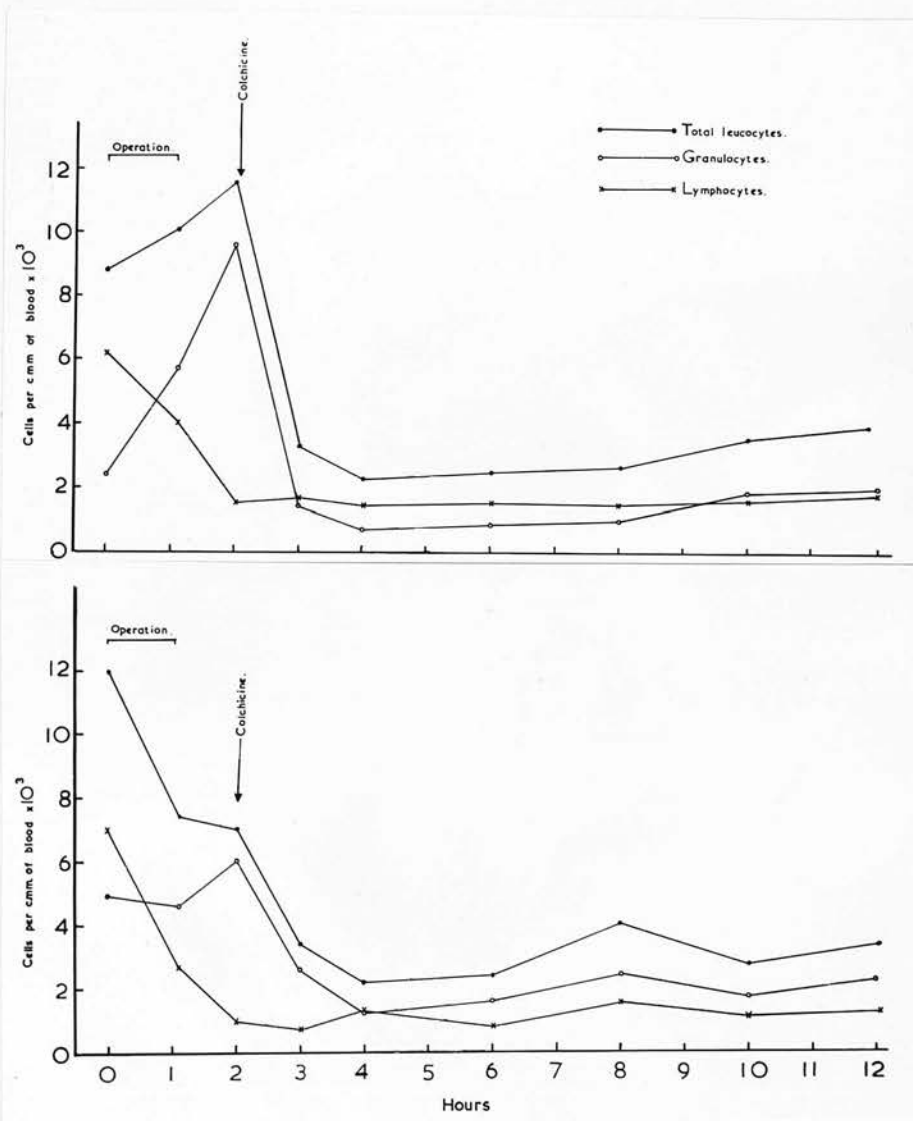 Colchicine.
Operation
Total leucocytes.
Granulocytes.
Lymphocytes.
12
10
8
6
4
2
0
Cells per cmm of blood x 10³
Operation.
Colchicine.
12
10
8
6
4
2
0
Cells per c.mm. of blood x 10³
0 1 2 3 4 5 6 7 8 9 10 11 12
Hours